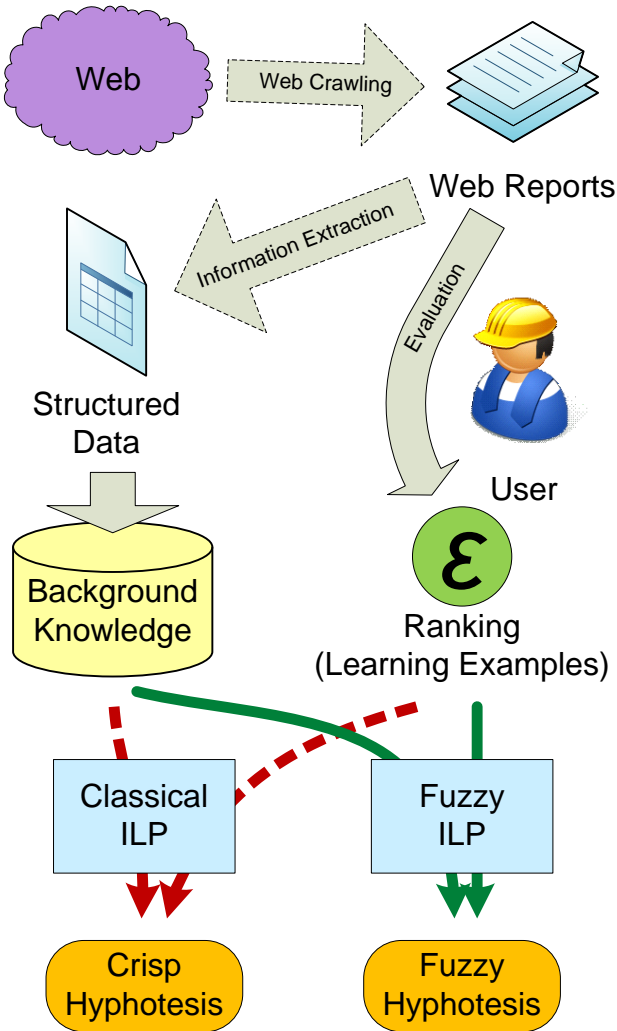 Web
Web Crawling
Web Reports
Information Extraction
Evaluation
Structured
Data
User
Background
Knowledge
ε
Ranking
(Learning Examples)
Classical
ILP
Fuzzy
ILP
Crisp
Hyphotesis
Fuzzy
Hyphotesis